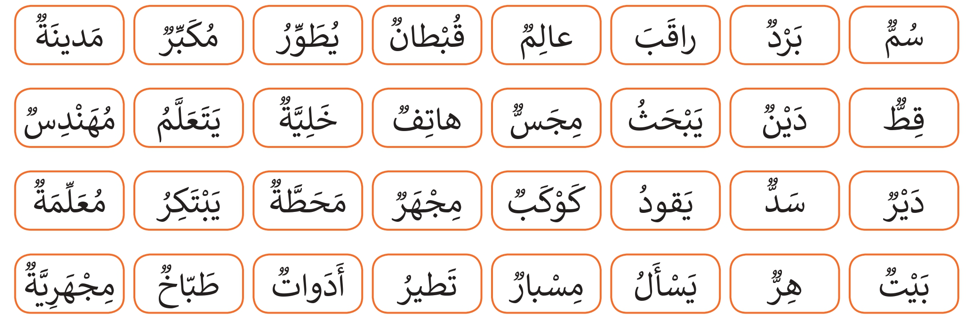 سُمٌّ بَرْدٌ راقَبَ عالِمٌ قُبْطانٌ يُطَوِّرُ مُكَبِّرٌ مَدينَةٌ
قِطٌّ دَيْنٌ يَبْحَثُ مِجَسٌّ هاتِفٌ خَلِيَّةٌ يَتَعَلَّمُ مُهَنْدِسٌ
دَيْرٌ سَدٌّ يَقودُ كَوْكَبٌ مِجْهَرٌ مَحَطَّةٌ يَبْتَكِرُ مُعَلِّمَةٌ
بَيْتٌ هِرٌّ يَسْأَلُ مِسْبارٌ تَطيرُ أَدَواتٌ طَبّاخٌ مِجْهَرِيَّةٌ